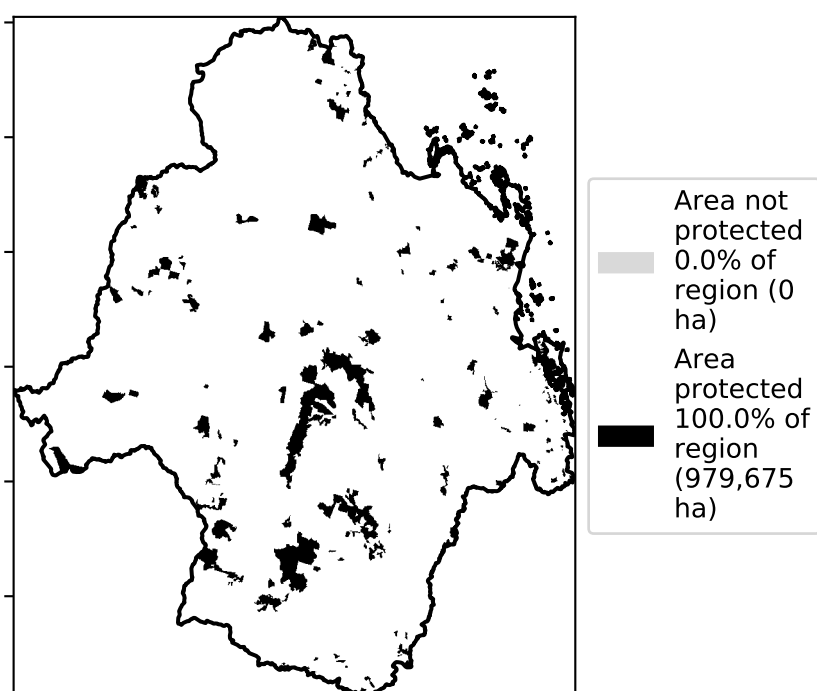 Area not
protected
0.0% of
region (0
ha)
Area
protected
100.0% of
region
(979,675
ha)